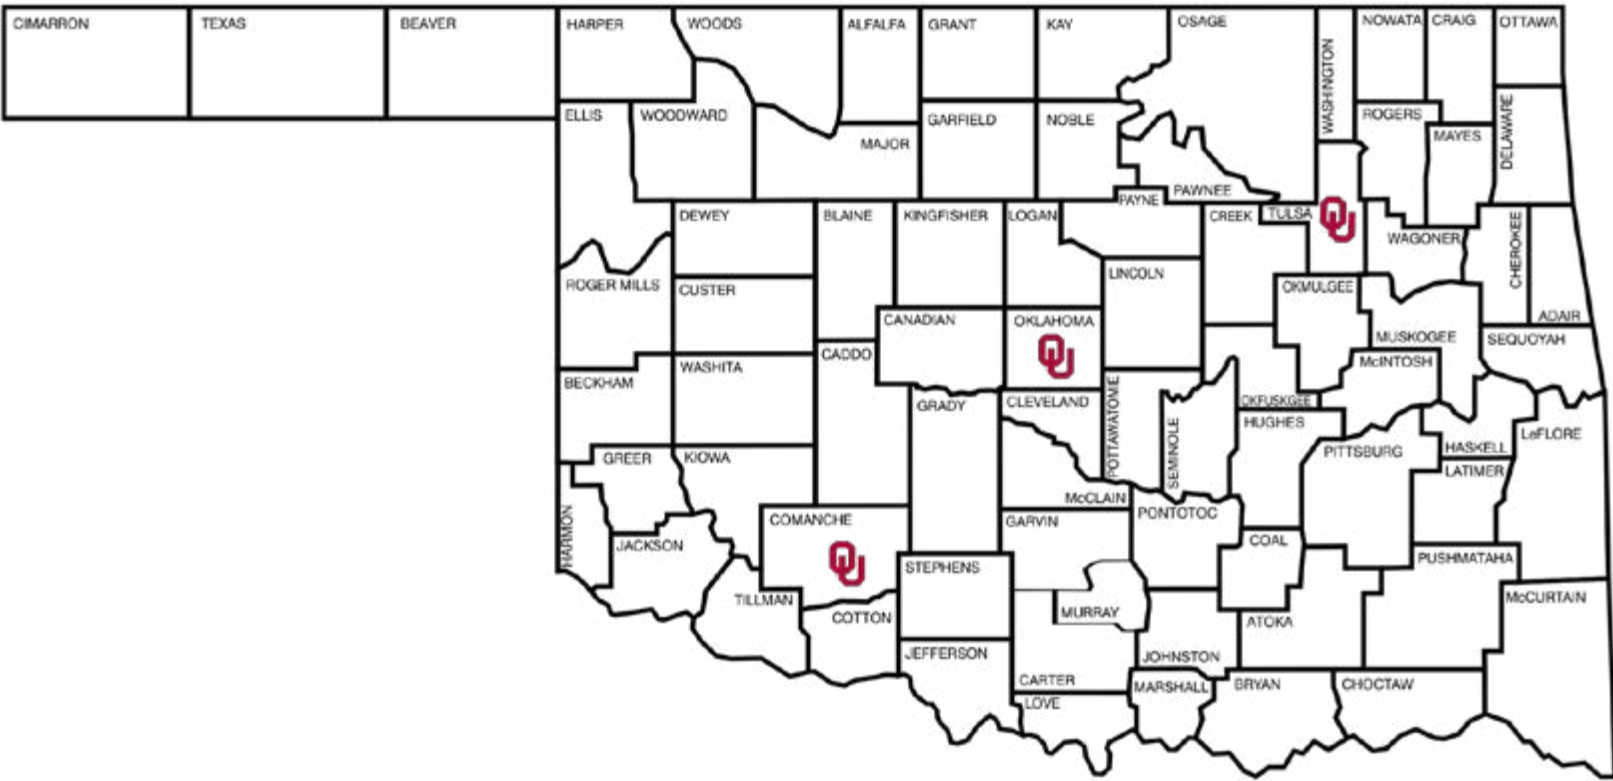 CIMARRON
TEXAS
BEAVER
HARPER
WOODS
ALFALFA
GRANT
KAY
OSAGE
WASHINGTON
NOWATA
CRAIG
OTTAWA
ELLIS
WOODWARD
MAJOR
GARFIELD
NOBLE
ROGERS
MAYES
DELAWARE
PAWNEE
PAYNE
DEWEY
BLAINE
KINGFISHER
LOGAN
CREEK
TULSA
OU
WAGONER
CHEROKEE
ADAIR
ROGER MILLS
CUSTER
LINCOLN
OKMULGEE
CANADIAN
OKLAHOMA
OU
MUSKOGEE
SEQUOYAH
BECKHAM
WASHITA
CADDO
McINTOSH
GRADY
CLEVELAND
POTTAWATOMIE
SEMINOLE
OKFUSKGEE
HUGHES
PITTSBURG
HASKELL
LeFLORE
GREER
KIOWA
LATIMER
McCLAIN
HARMON
JACKSON
COMANCHE
OU
GARVIN
PONTOTOC
COAL
PUSHMATAHA
STEPHENS
TILLMAN
COTTON
MURRAY
ATOKA
McCURTAIN
JEFFERSON
JOHNSTON
CARTER
MARSHALL
BRYAN
CHOCTAW
LOVE